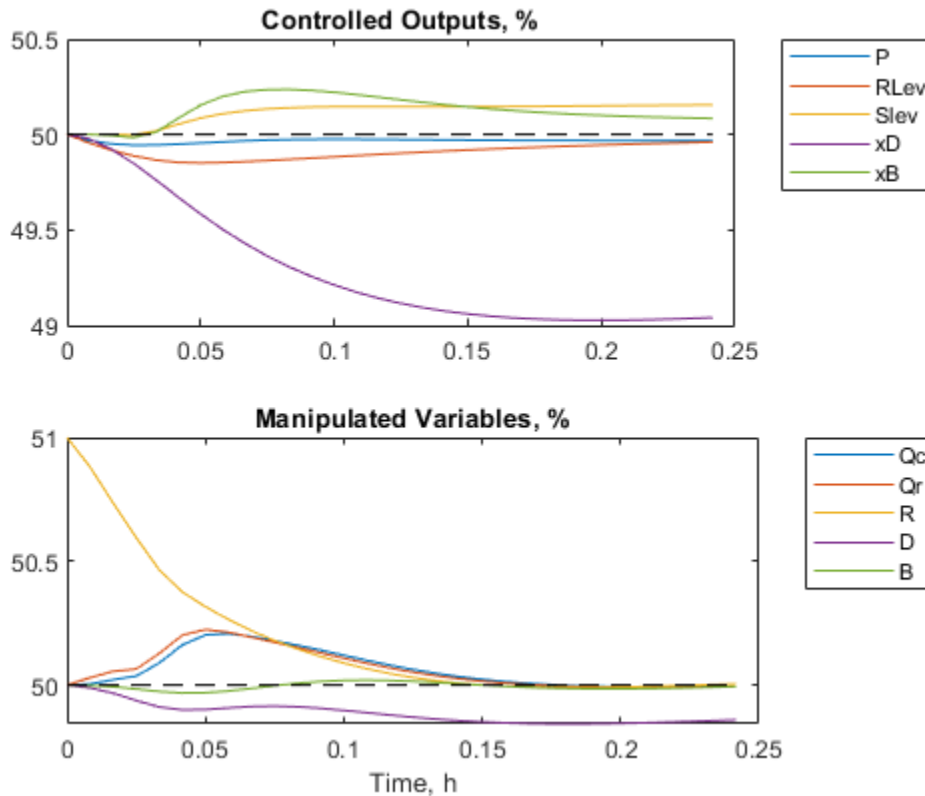 Controlled Outputs, %
50.5
50
49.5
49
0
0.05
0.1
0.15
0.2
0.25
P
RLev
Slev
xD
xB
Manipulated Variables, %
51
50.5
50
0
0.05
0.1
0.15
0.2
0.25
Time, h
Qc
Qr
R
D
B